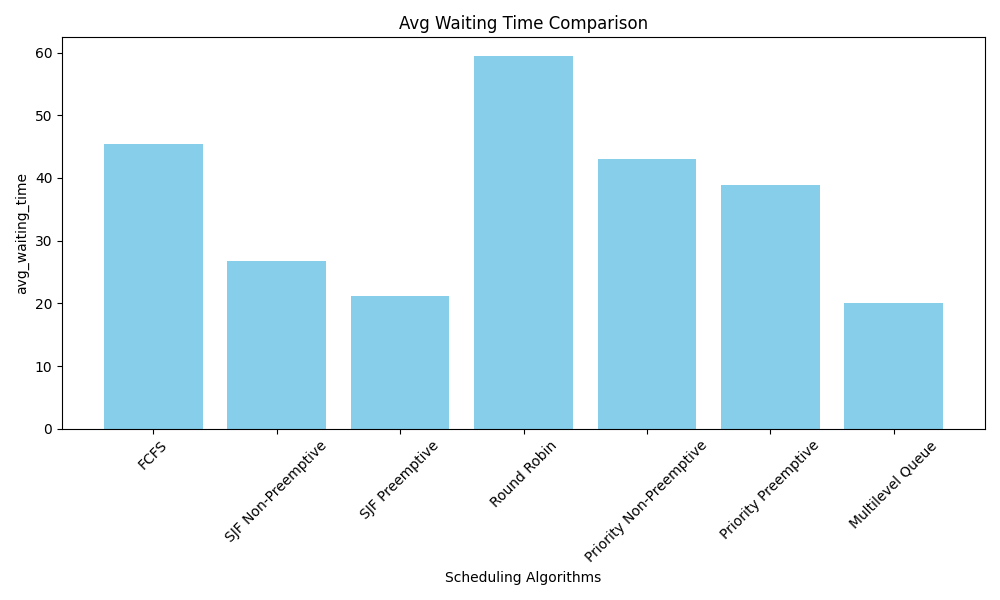 Avg Waiting Time Comparison
avg_waiting_time
60
50
40
30
20
10
0
FCFS
SJF Non-Preemptive
SJF Preemptive
Round Robin
Priority Non-Preemptive
Priority Preemptive
Multilevel Queue
Scheduling Algorithms